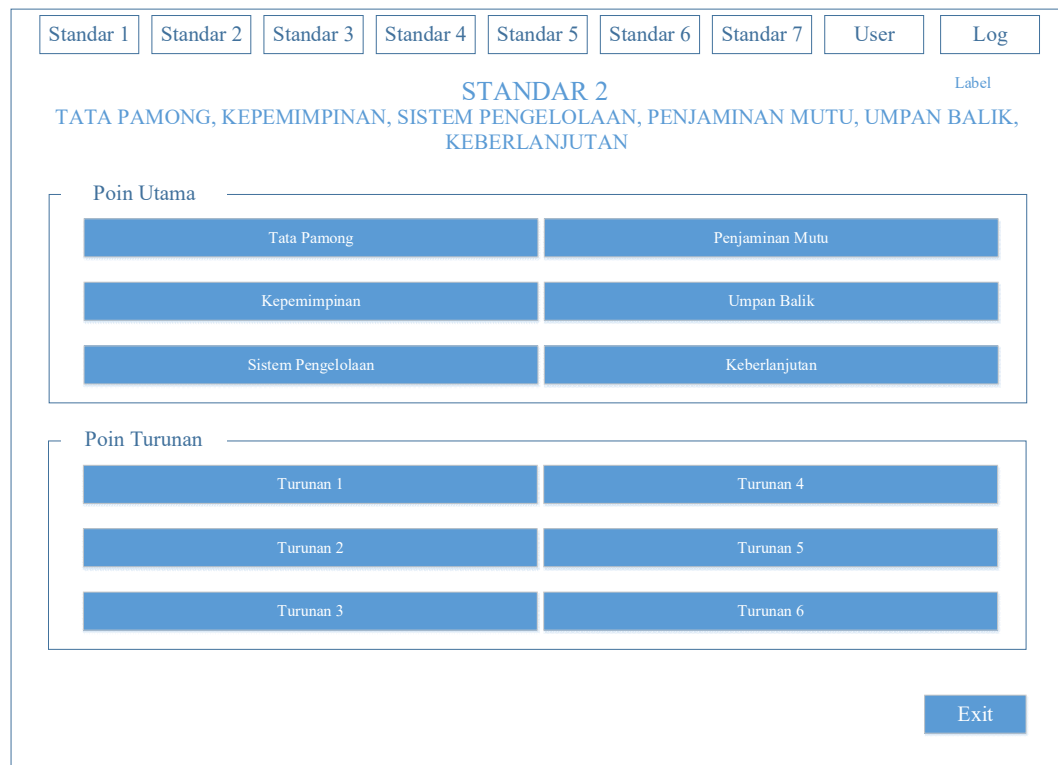 Standar 1 Standar 2 Standar 3 Standar 4 Standar 5 Standar 6 Standar 7 User Log
Label
STANDAR 2
TATA PAMONG, KEPEMIMPINAN, SISTEM PENGELOLAAN, PENJAMINAN MUTU, UMPAN BALIK,
KEBERLANJUTAN
Poin Utama
Tata Pamong Penjaminan Mutu
Kepemimpinan Umpan Balik
Sistem Pengelolaan Keberlanjutan
Poin Turunan
Turunan 1 Turunan 4
Turunan 2 Turunan 5
Turunan 3 Turunan 6
Exit